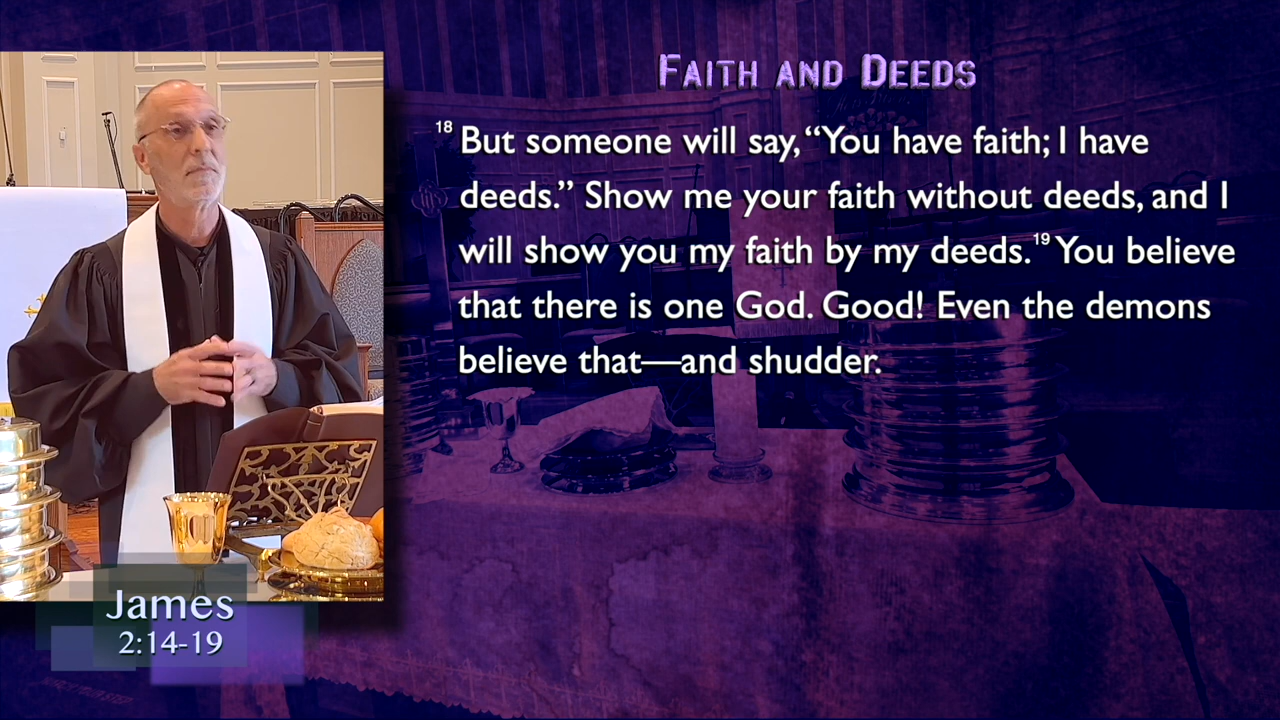 Faith and Deeds
18 But someone will say, “You have faith; I have
deeds.” Show me your faith without deeds, and I
will show you my faith by my deeds. 19 You believe
that there is one God. Good! Even the demons
believe that—and shudder.
James
2:14-19